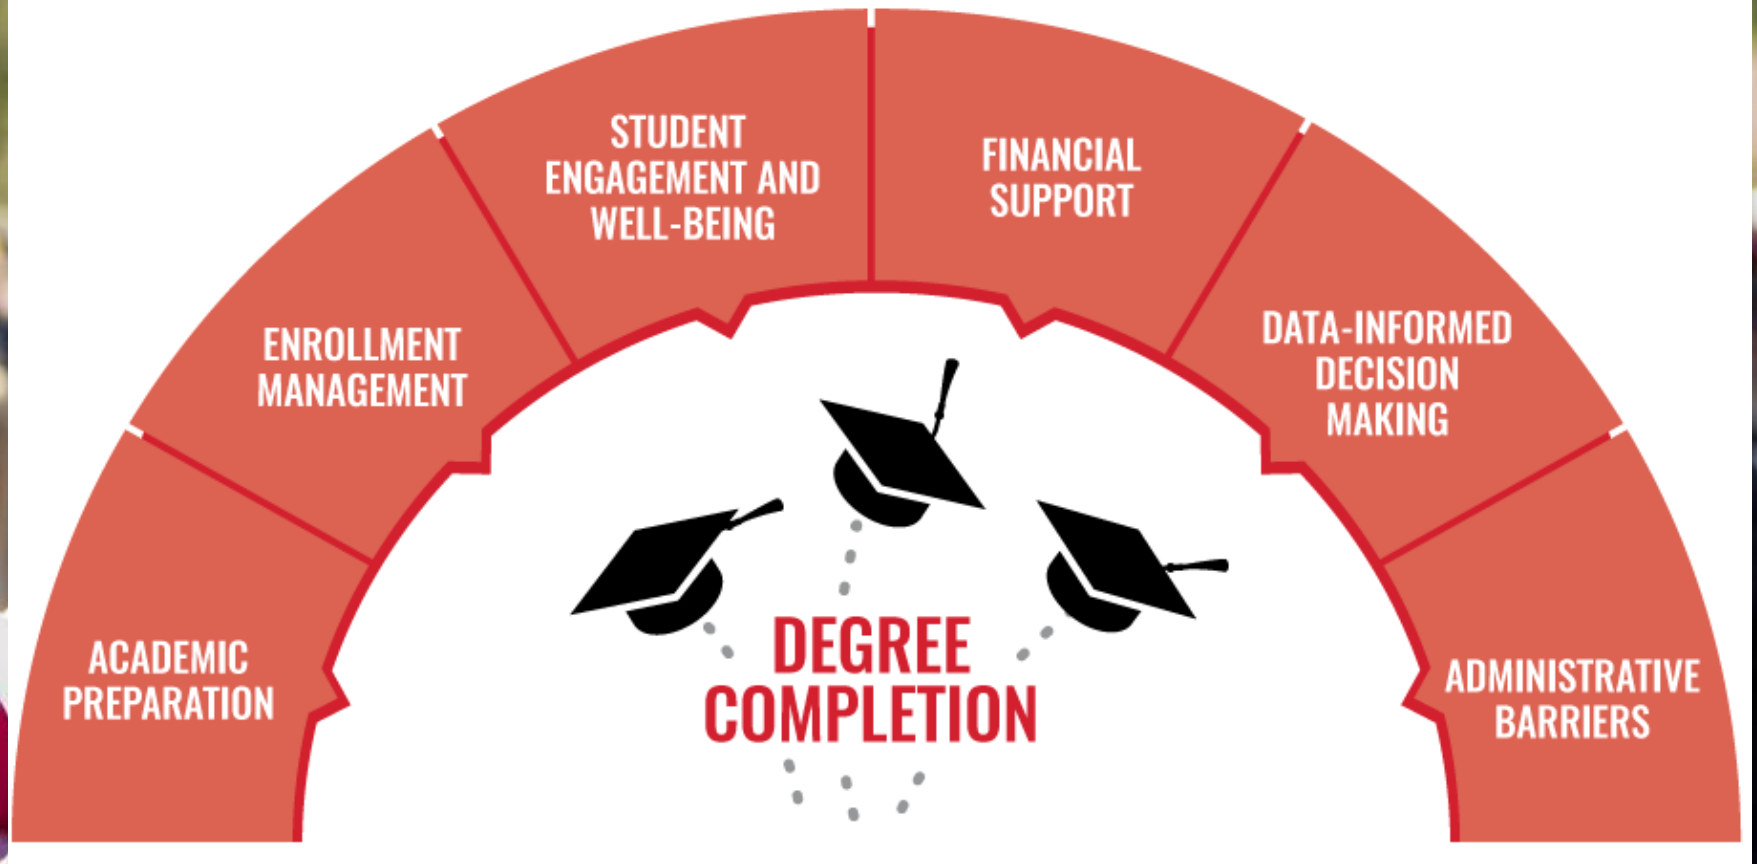 STUDENT
ENGAGEMENT AND
WELL-BEING
FINANCIAL
SUPPORT
ENROLLMENT
MANAGEMENT
DATA-INFORMED
DECISION
MAKING
ACADEMIC
PREPARATION
DEGREE
COMPLETION
ADMINISTRATIVE
BARRIERS